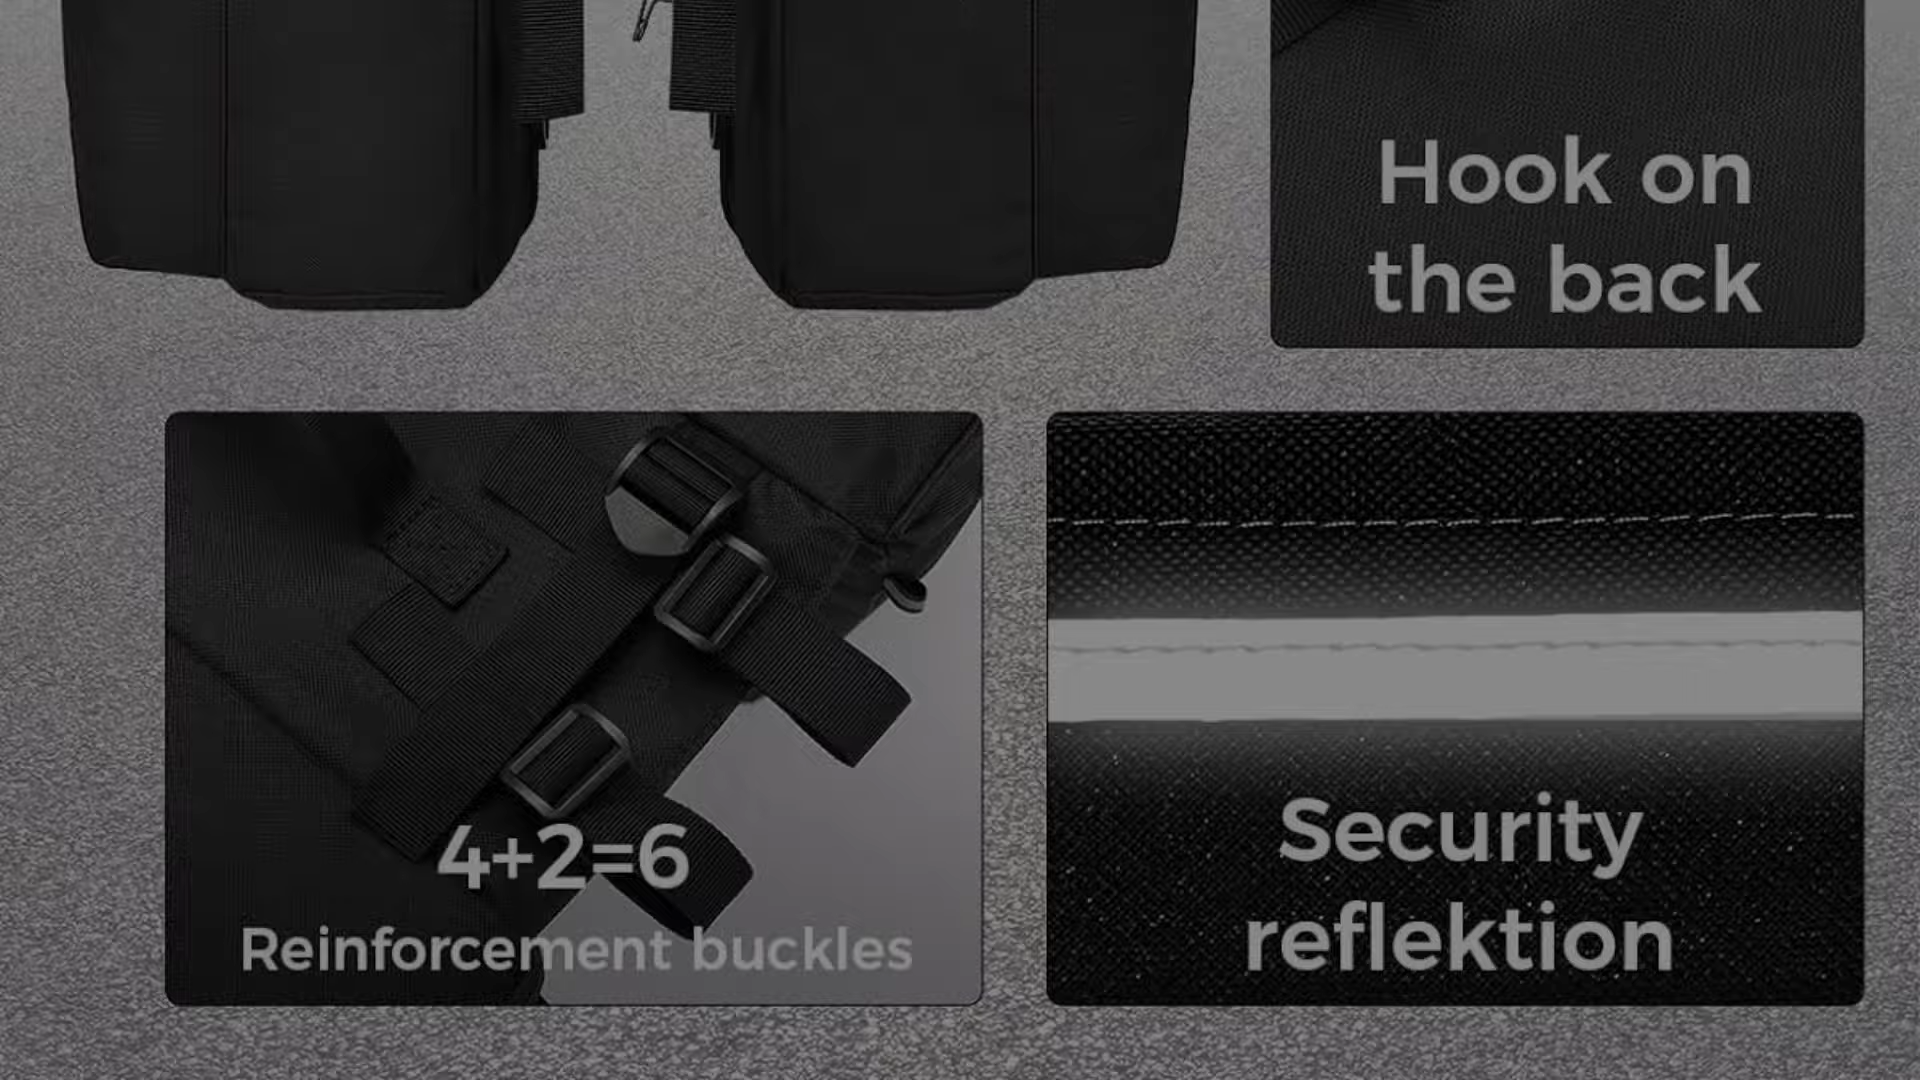 Hook on
the back
4+2=6
Reinforcement buckles
Security
reflektion